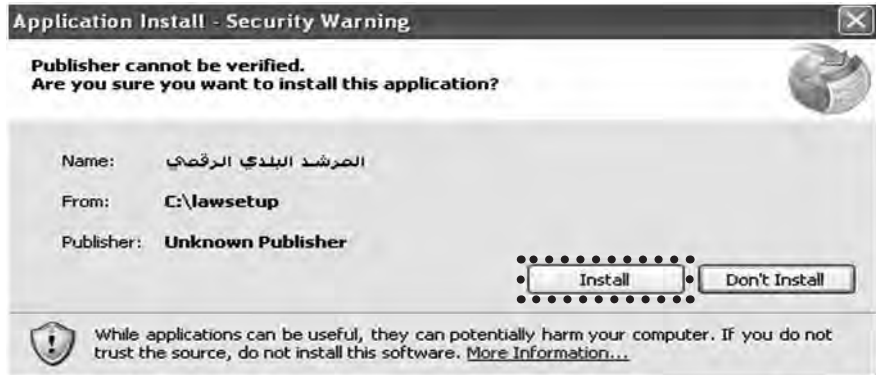 Application Install - Security Warning
Publisher cannot be verified.
Are you sure you want to install this application?
Name: المرشد البلدي الرقمي
From: C:\lawsetup
Publisher: Unknown Publisher
Install Don't Install
While applications can be useful, they can potentially harm your computer. If you do not
trust the source, do not install this software. More Information...